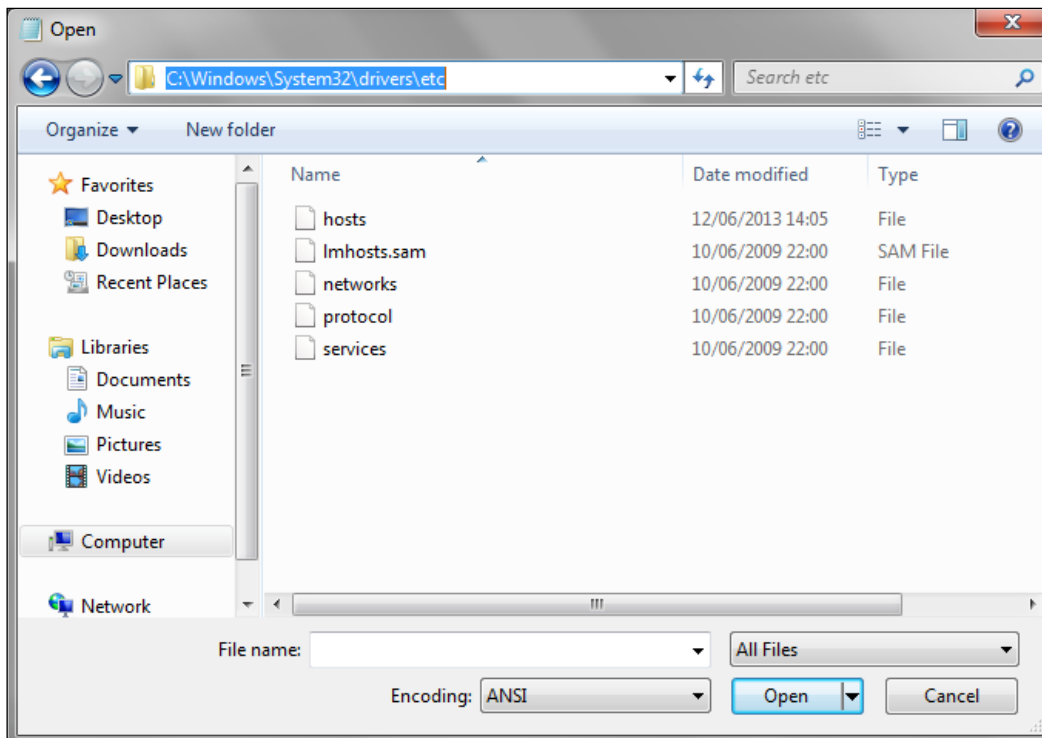 Open
C:\Windows\System32\drivers\etc
Search etc
Organize
New folder
Favorites
Desktop
Downloads
Recent Places
Libraries
Documents
Music
Pictures
Videos
Computer
Network
Name Date modified Type
hosts 12/06/2013 14:05 File
lmhosts.sam 10/06/2009 22:00 SAM File
networks 10/06/2009 22:00 File
protocol 10/06/2009 22:00 File
services 10/06/2009 22:00 File
File name:
All Files
Encoding: ANSI
Open
Cancel